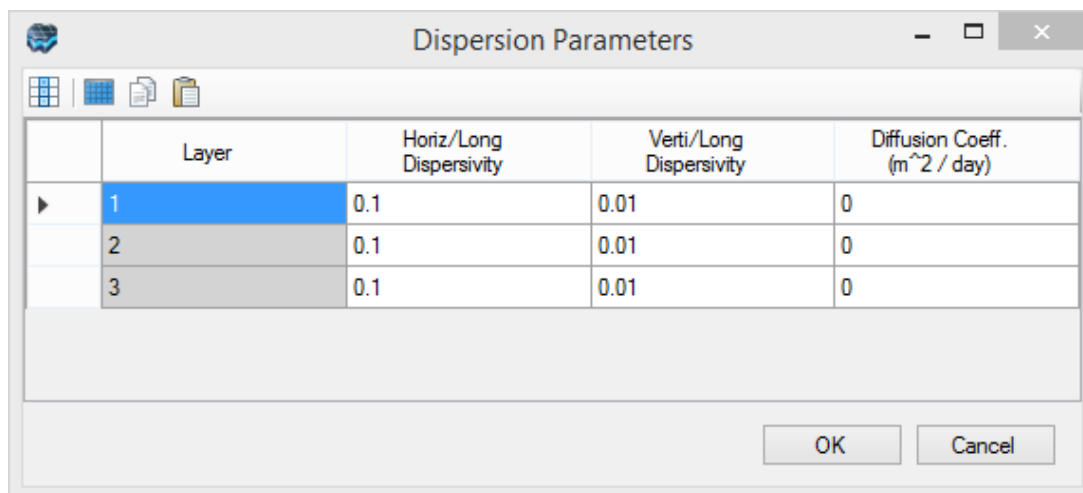 Dispersion Parameters
Layer
Horiz/Long
Dispersivity
Verti/Long
Dispersivity
Diffusion Coeff.
(m^2 / day)
1 0.1 0.01 0
2 0.1 0.01 0
3 0.1 0.01 0
OK Cancel